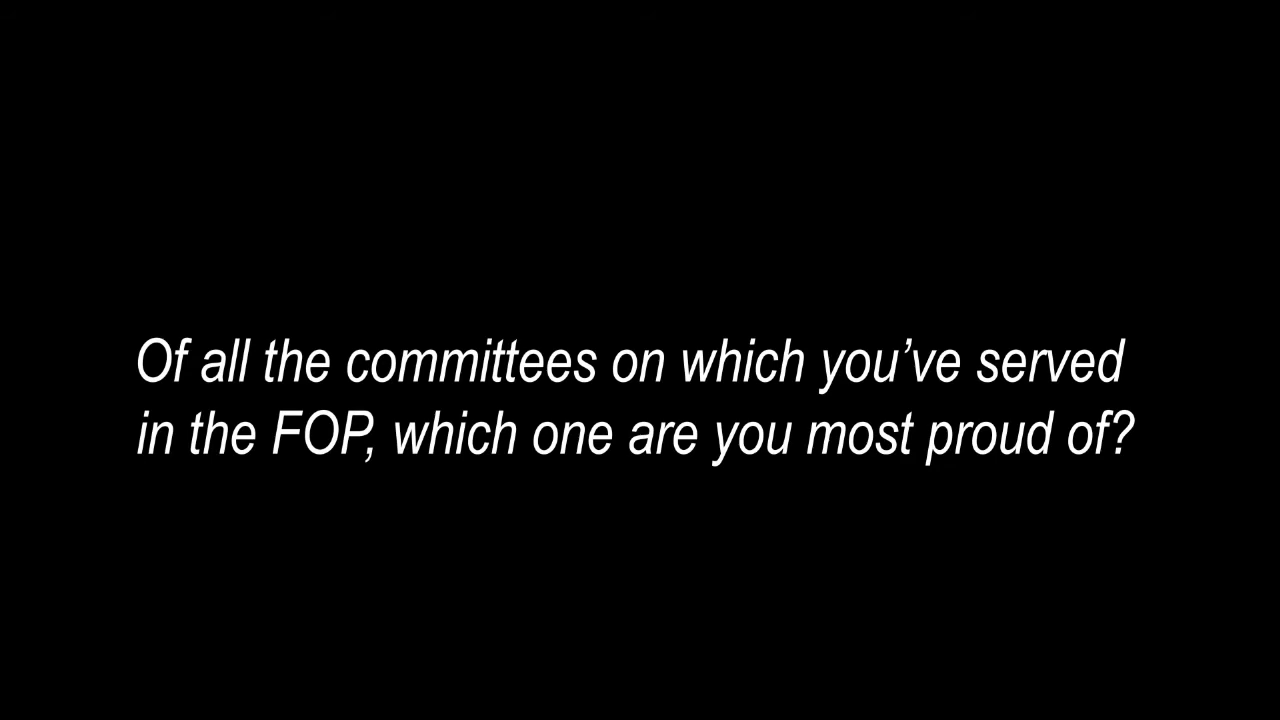 Of all the committees on which you’ve served
in the FOP, which one are you most proud of?